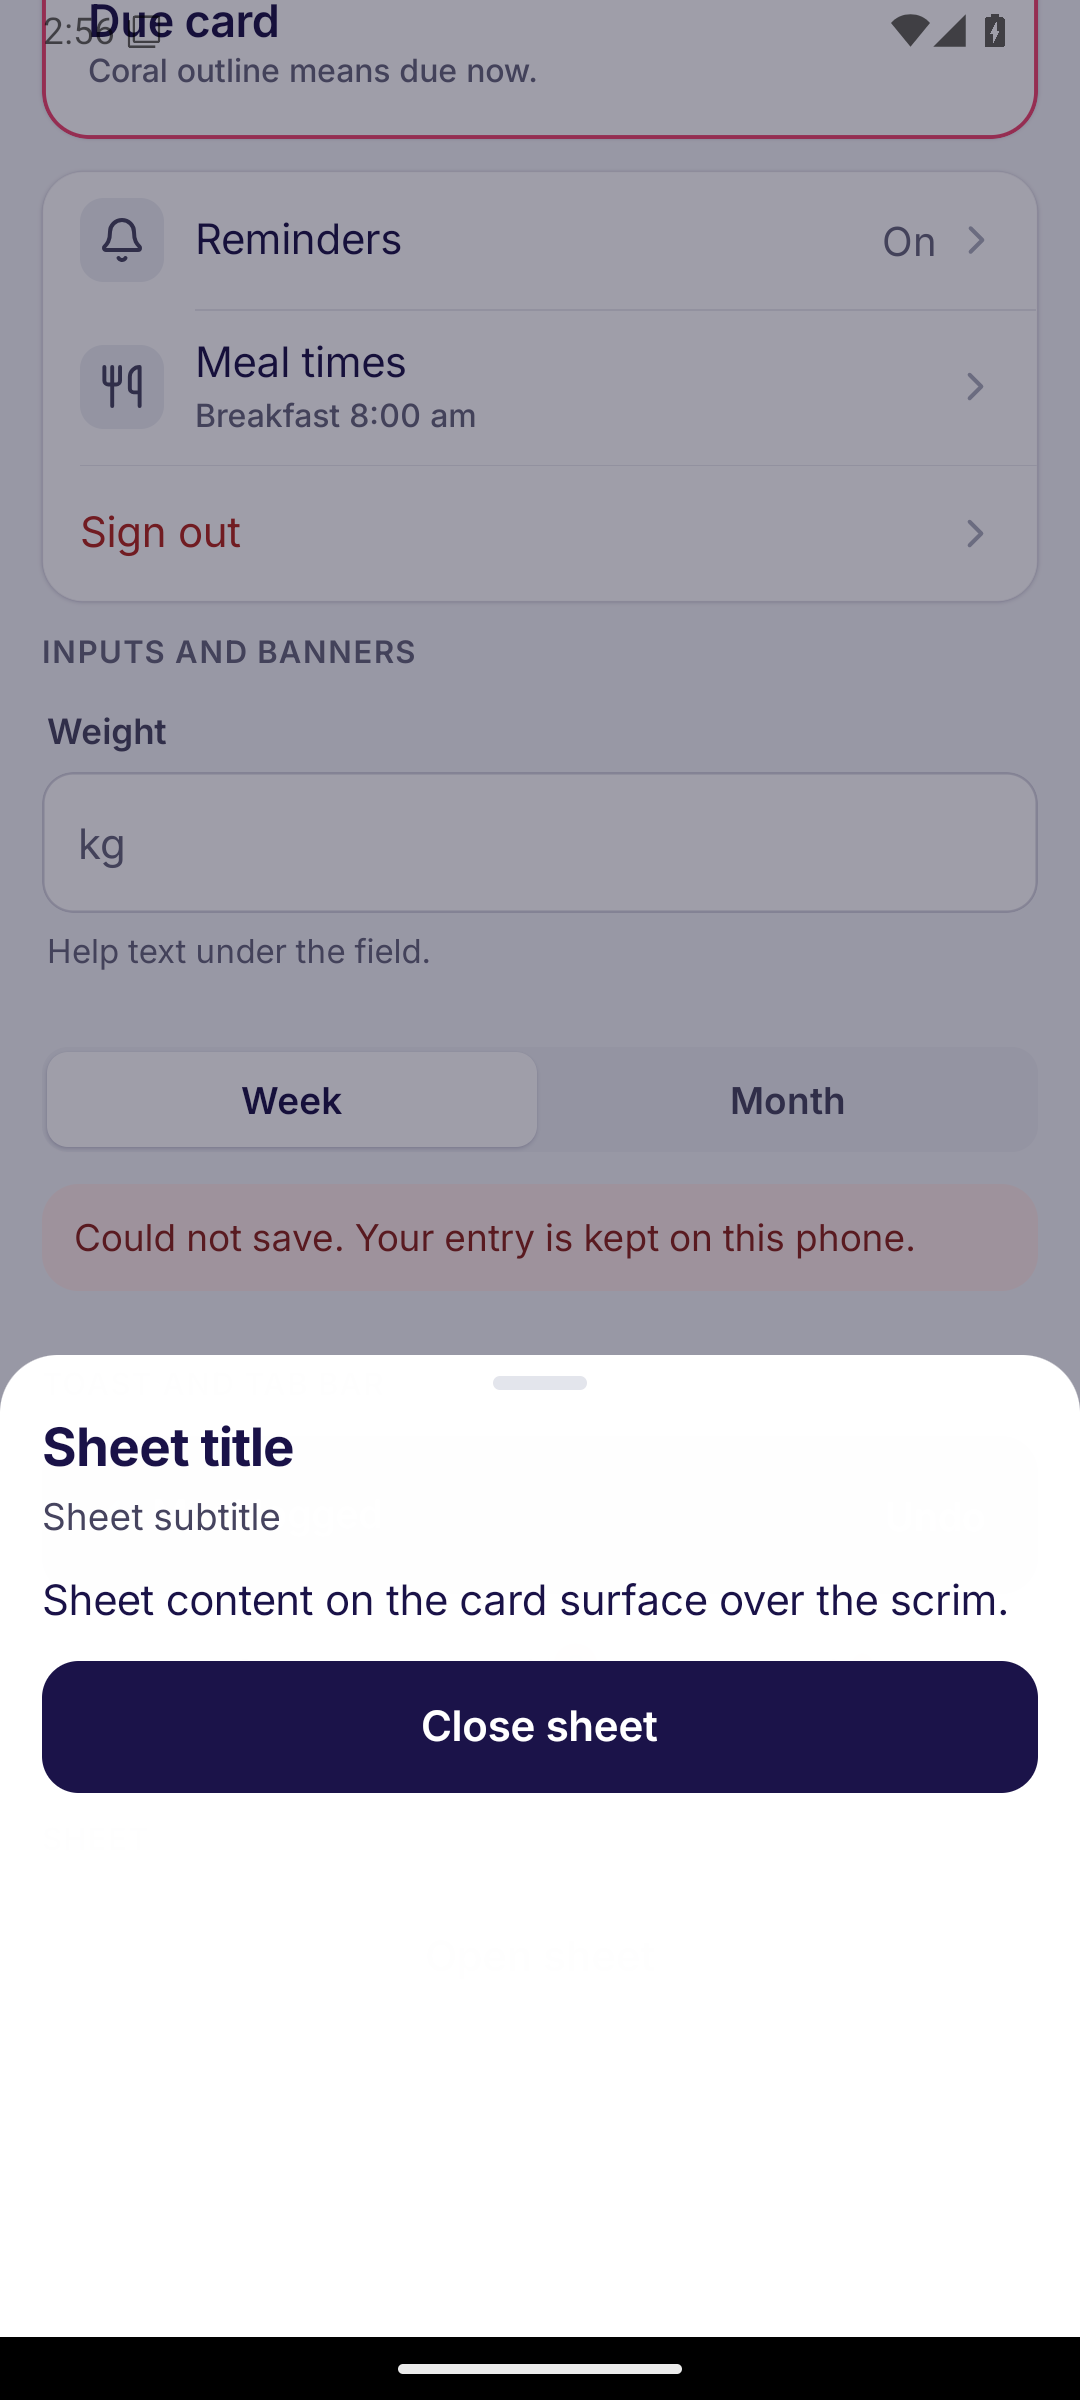 2:56
Due card
Coral outline means due now.
Reminders
On
Meal times
Breakfast 8:00 am
Sign out
INPUTS AND BANNERS
Weight
kg
Help text under the field.
Week
Month
Could not save. Your entry is kept on this phone.
Sheet title
Sheet subtitle
Sheet content on the card surface over the scrim.
Close sheet